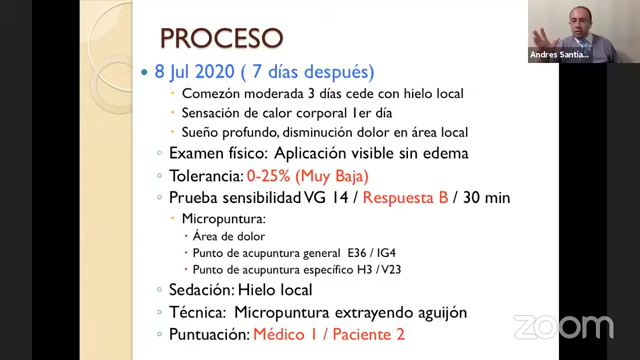 PROCESO
Andres Santia...
8 Jul 2020 ( 7 días después)
Comezón moderada 3 días cede con hielo local
Sensación de calor corporal 1er día
Sueño profundo, disminución dolor en área local
Examen físico: Aplicación visible sin edema
Tolerancia: 0-25% (Muy Baja)
Prueba sensibilidad VG 14 / Respuesta B / 30 min
Micropuntura:
Área de dolor
Punto de acupuntura general E36 / IG4
Punto de acupuntura específico H3 / V23
Sedación: Hielo local
Técnica: Micropuntura extrayendo aguijón
Puntuación: Médico 1 / Paciente 2
zoom